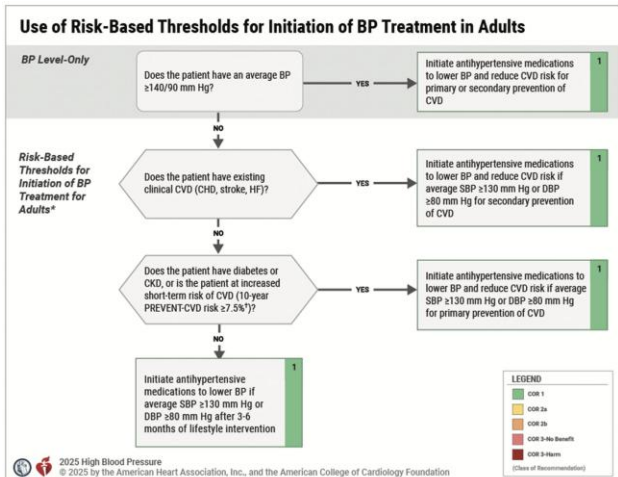 Use of Risk-Based Thresholds for Initiation of BP Treatment in Adults
BP Level-Only
Does the patient have an average BP
≥140/90 mm Hg?
YES
Initiate antihypertensive medications
to lower BP and reduce CVD risk for
primary or secondary prevention of
CVD
1
NO
Risk-Based
Thresholds for
Initiation of BP
Treatment for
Adults*
Does the patient have existing
clinical CVD (CHD, stroke, HF)?
YES
Initiate antihypertensive medications
to lower BP and reduce CVD risk if
average SBP ≥130 mm Hg or DBP
≥80 mm Hg for secondary prevention
of CVD
1
NO
Does the patient have diabetes or
CKD, or is the patient at increased
short-term risk of CVD (10-year
PREVENT-CVD risk ≥7.5%†)?
YES
Initiate antihypertensive medications to
lower BP and reduce CVD risk if average
SBP ≥130 mm Hg or DBP ≥80 mm Hg
for primary prevention of CVD
1
NO
Initiate antihypertensive
medications to lower BP if
average SBP ≥130 mm Hg or
DBP ≥80 mm Hg after 3-6
months of lifestyle intervention
1
LEGEND
COR 1
COR 2a
COR 2b
COR 3-No Benefit
COR 3-Harm
(Class of Recommendation)
2025 High Blood Pressure
© 2025 by the American Heart Association, Inc., and the American College of Cardiology Foundation